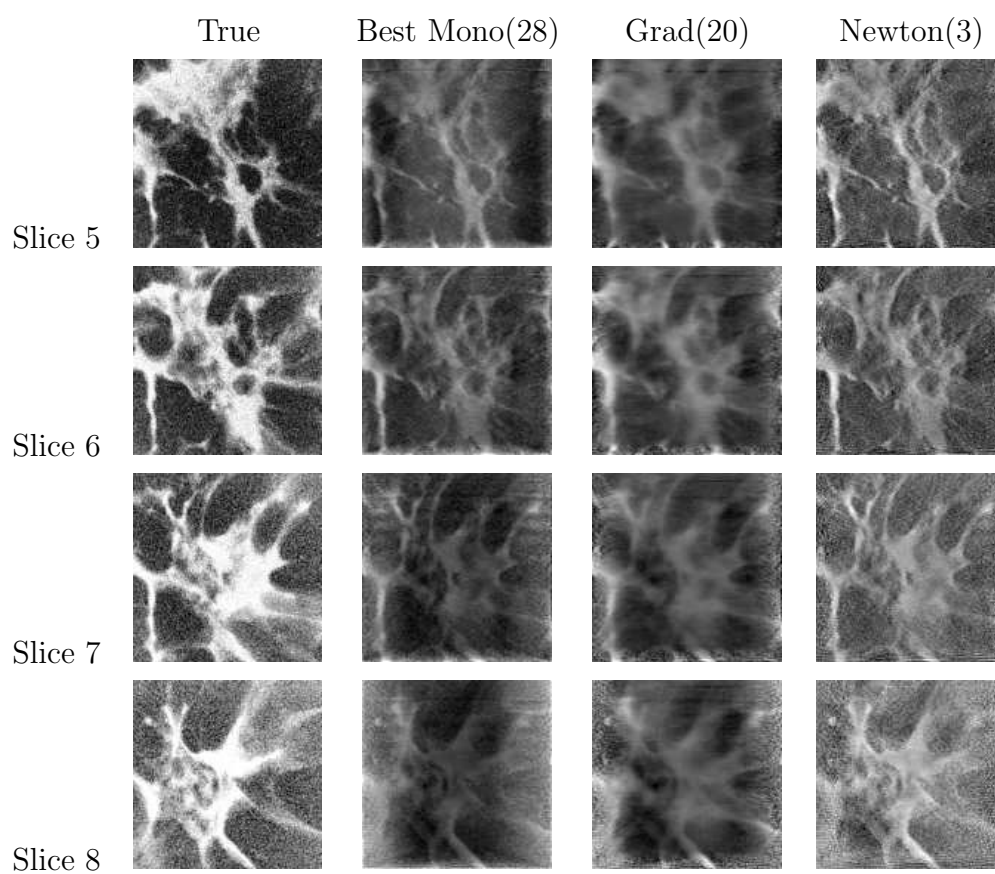 True Best Mono(28) Grad(20) Newton(3)
Slice 5
Slice 6
Slice 7
Slice 8